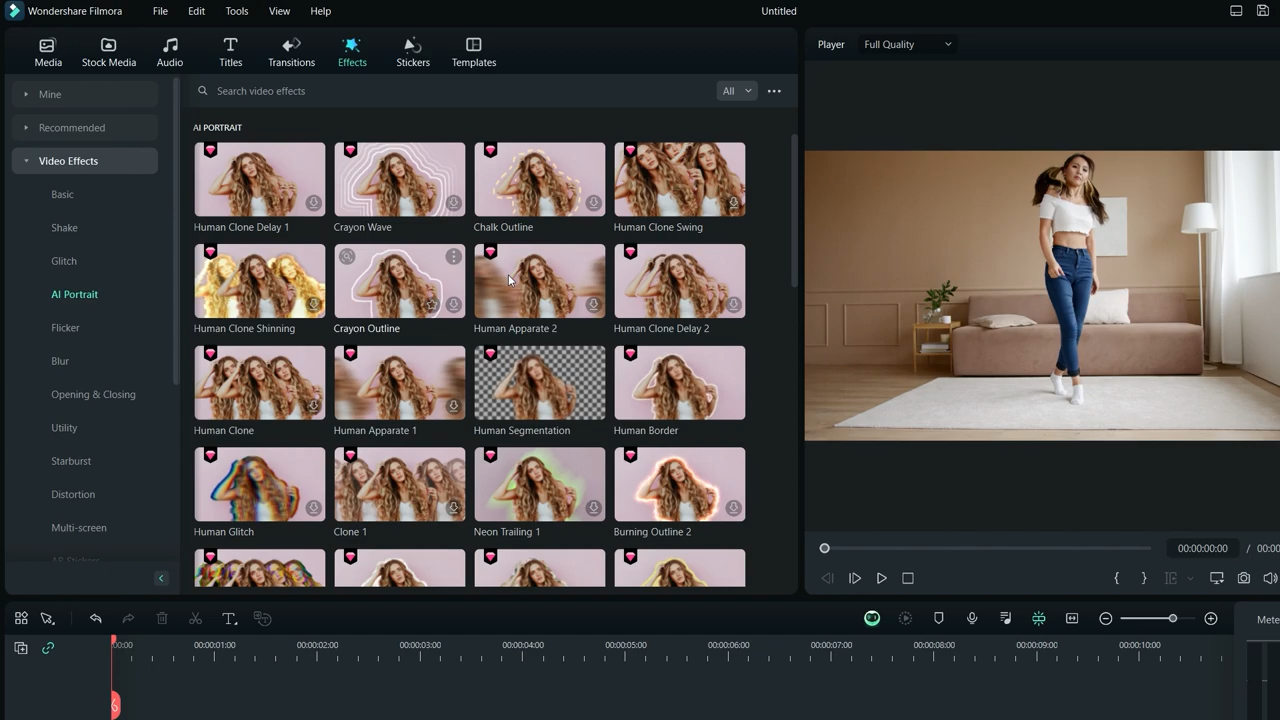 Wondershare Filmora File Edit Tools View Help Untitled
Media Stock Media Audio Titles Transitions Effects Stickers Templates
Player Full Quality
Mine
Recommended
Video Effects
Basic
Shake
Glitch
AI Portrait
Flicker
Blur
Opening & Closing
Utility
Starburst
Distortion
Multi-screen
AR Stickers
Search video effects All
AI PORTRAIT
Human Clone Delay 1 Crayon Wave Chalk Outline Human Clone Swing
Human Clone Shinning Crayon Outline Human Apparate 2 Human Clone Delay 2
Human Clone Human Apparate 1 Human Segmentation Human Border
Human Glitch Clone 1 Neon Trailing 1 Burning Outline 2
00:00:00:00 / 00:00
Mete
00:00 00:00:01:00 00:00:02:00 00:00:03:00 00:00:04:00 00:00:05:00 00:00:06:00 00:00:07:00 00:00:08:00 00:00:09:00 00:00:10:00